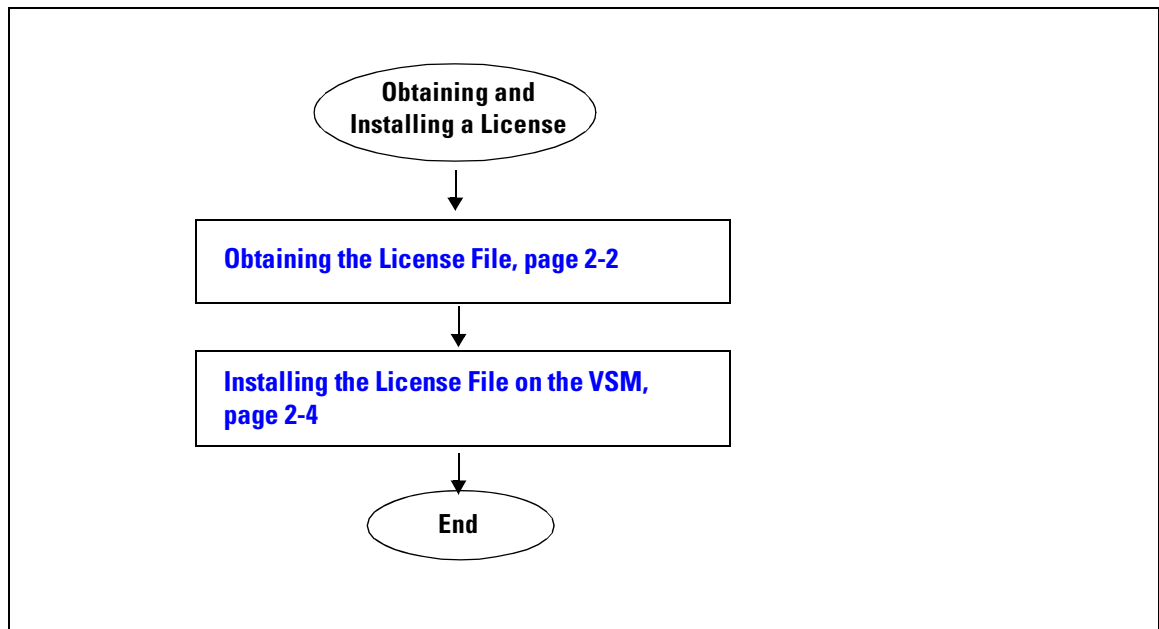 Obtaining and
Installing a License
Obtaining the License File, page 2-2
Installing the License File on the VSM,
page 2-4
End